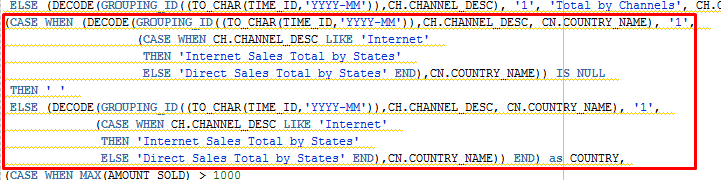 ELSE (DECODE(GROUPING_ID((TO_CHAR(TIME_ID,'YYYY-MM')),CH.CHANNEL_DESC), '1', 'Total by Channels', CH.C
(CASE WHEN (DECODE(GROUPING_ID((TO_CHAR(TIME_ID,'YYYY-MM')),CH.CHANNEL_DESC, CN.COUNTRY_NAME), '1',
(CASE WHEN CH.CHANNEL_DESC LIKE 'Internet'
THEN 'Internet Sales Total by States'
ELSE 'Direct Sales Total by States' END),CN.COUNTRY_NAME)) IS NULL
THEN ' '
ELSE (DECODE(GROUPING_ID((TO_CHAR(TIME_ID,'YYYY-MM')),CH.CHANNEL_DESC, CN.COUNTRY_NAME), '1',
(CASE WHEN CH.CHANNEL_DESC LIKE 'Internet'
THEN 'Internet Sales Total by States'
ELSE 'Direct Sales Total by States' END),CN.COUNTRY_NAME)) END) as COUNTRY,
(CASE WHEN MAX(AMOUNT_SOLD) > 1000